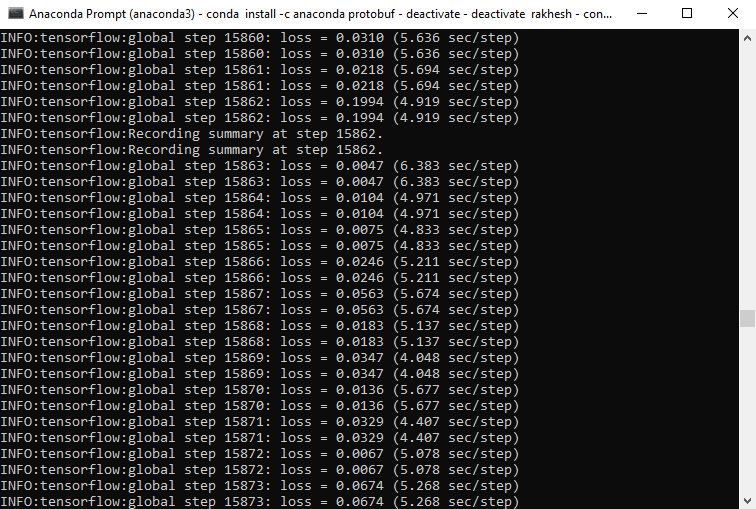 Anaconda Prompt (anaconda3) - conda  install -c anaconda protobuf - deactivate - deactivate  rakhesh - con...
INFO:tensorflow:global step 15860: loss = 0.0310 (5.636 sec/step)
INFO:tensorflow:global step 15860: loss = 0.0310 (5.636 sec/step)
INFO:tensorflow:global step 15861: loss = 0.0218 (5.694 sec/step)
INFO:tensorflow:global step 15861: loss = 0.0218 (5.694 sec/step)
INFO:tensorflow:global step 15862: loss = 0.1994 (4.919 sec/step)
INFO:tensorflow:global step 15862: loss = 0.1994 (4.919 sec/step)
INFO:tensorflow:Recording summary at step 15862.
INFO:tensorflow:Recording summary at step 15862.
INFO:tensorflow:global step 15863: loss = 0.0047 (6.383 sec/step)
INFO:tensorflow:global step 15863: loss = 0.0047 (6.383 sec/step)
INFO:tensorflow:global step 15864: loss = 0.0104 (4.971 sec/step)
INFO:tensorflow:global step 15864: loss = 0.0104 (4.971 sec/step)
INFO:tensorflow:global step 15865: loss = 0.0075 (4.833 sec/step)
INFO:tensorflow:global step 15865: loss = 0.0075 (4.833 sec/step)
INFO:tensorflow:global step 15866: loss = 0.0246 (5.211 sec/step)
INFO:tensorflow:global step 15866: loss = 0.0246 (5.211 sec/step)
INFO:tensorflow:global step 15867: loss = 0.0563 (5.674 sec/step)
INFO:tensorflow:global step 15867: loss = 0.0563 (5.674 sec/step)
INFO:tensorflow:global step 15868: loss = 0.0183 (5.137 sec/step)
INFO:tensorflow:global step 15868: loss = 0.0183 (5.137 sec/step)
INFO:tensorflow:global step 15869: loss = 0.0347 (4.048 sec/step)
INFO:tensorflow:global step 15869: loss = 0.0347 (4.048 sec/step)
INFO:tensorflow:global step 15870: loss = 0.0136 (5.677 sec/step)
INFO:tensorflow:global step 15870: loss = 0.0136 (5.677 sec/step)
INFO:tensorflow:global step 15871: loss = 0.0329 (4.407 sec/step)
INFO:tensorflow:global step 15871: loss = 0.0329 (4.407 sec/step)
INFO:tensorflow:global step 15872: loss = 0.0067 (5.078 sec/step)
INFO:tensorflow:global step 15872: loss = 0.0067 (5.078 sec/step)
INFO:tensorflow:global step 15873: loss = 0.0674 (5.268 sec/step)
INFO:tensorflow:global step 15873: loss = 0.0674 (5.268 sec/step)